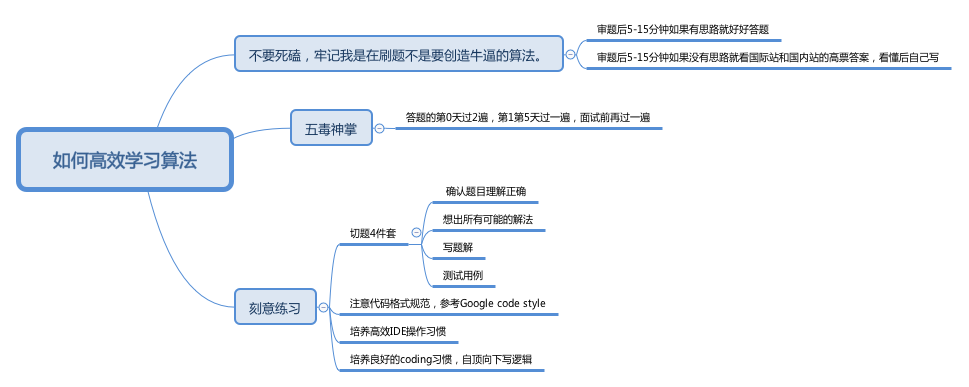 如何高效学习算法
不要死磕，牢记我是在刷题不是要创造牛逼的算法。
审题后5-15分钟如果有思路就好好答题
审题后5-15分钟如果没有思路就看国际站和国内站的高票答案，看懂后自己写
五毒神掌
答题的第0天过2遍，第1第5天过一遍，面试前再过一遍
刻意练习
切题4件套
确认题目理解正确
想出所有可能的解法
写题解
测试用例
注意代码格式规范，参考Google code style
培养高效IDE操作习惯
培养良好的coding习惯，自顶向下写逻辑